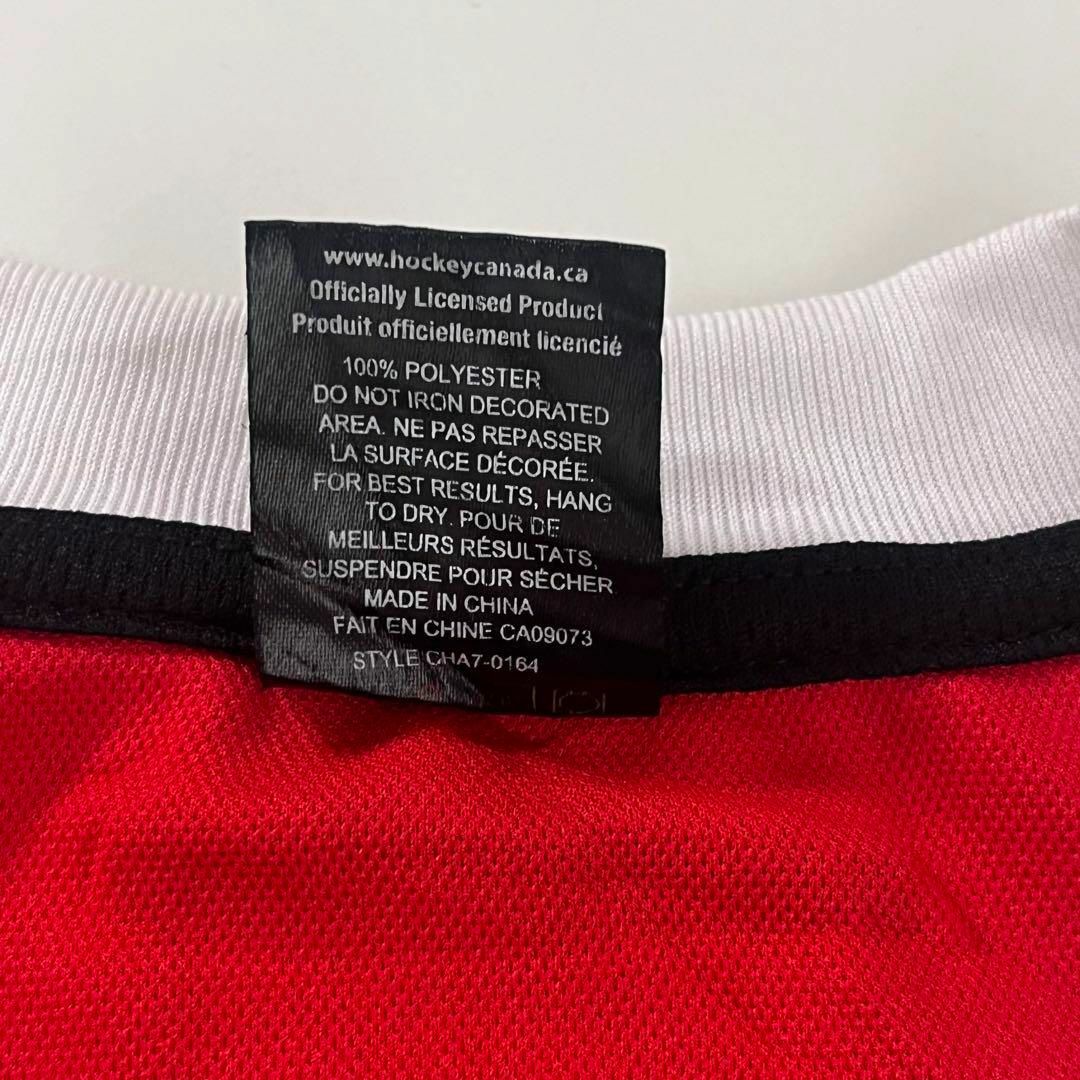 www.hockeycanada.ca
Officially Licensed Product
Produit officiellement licencié
100% POLYESTER
DO NOT IRON DECORATED
AREA. NE PAS REPASSER
LA SURFACE DÉCORÉE.
FOR BEST RESULTS, HANG
TO DRY. POUR DE
MEILLEURS RÉSULTATS,
SUSPENDRE POUR SÉCHER
MADE IN CHINA
FAIT EN CHINE CA09073
STYLE CHA7-0164